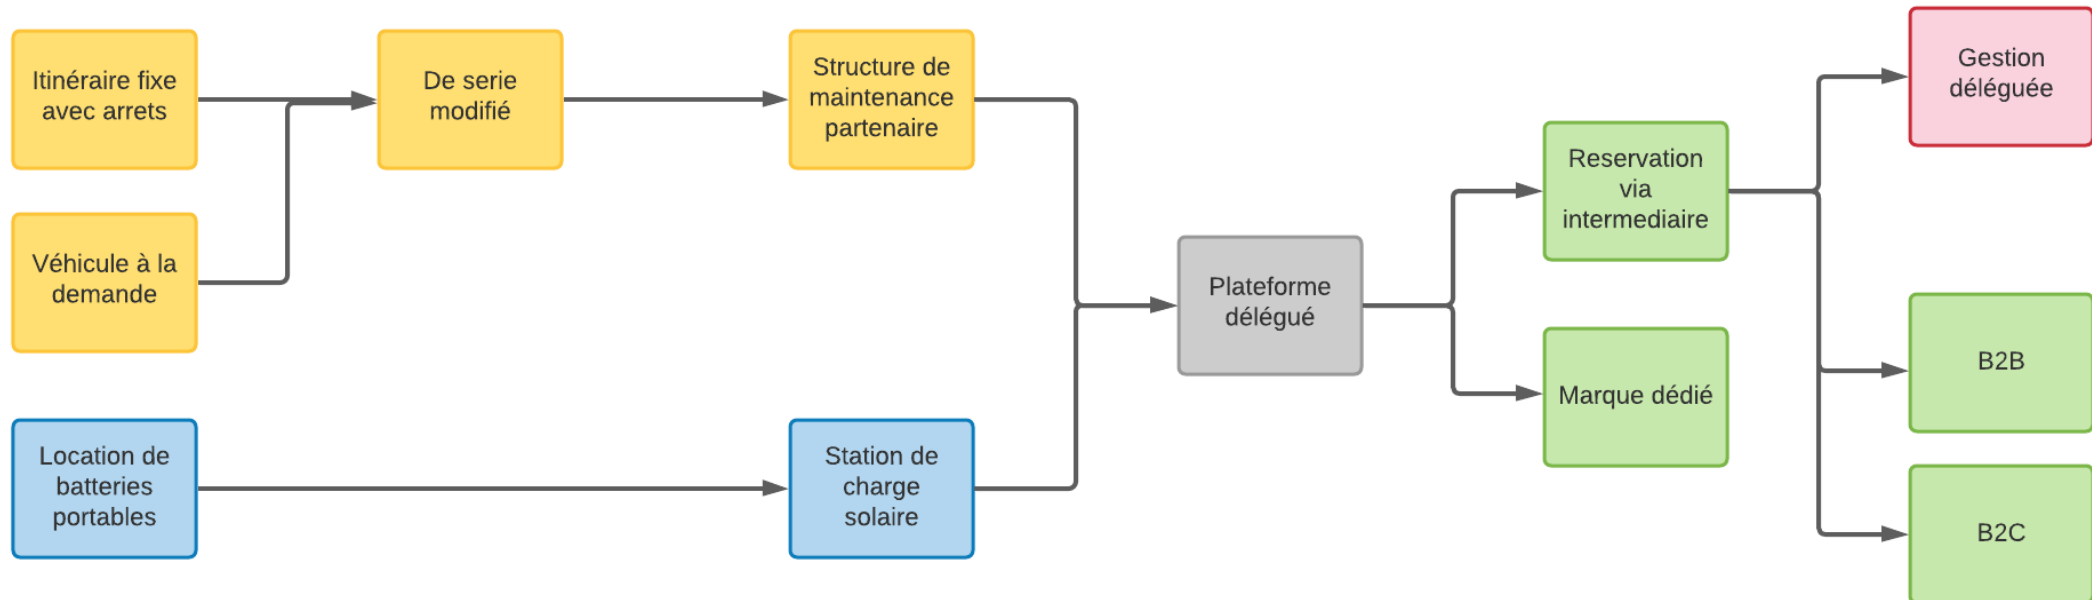 Itinéraire fixe
avec arrets
De serie
modifié
Structure de
maintenance
partenaire
Gestion
déléguée
Reservation
via
intermediaire
Véhicule à la
demande
Plateforme
délégué
B2B
Marque dédié
Location de
batteries
portables
Station de
charge
solaire
B2C